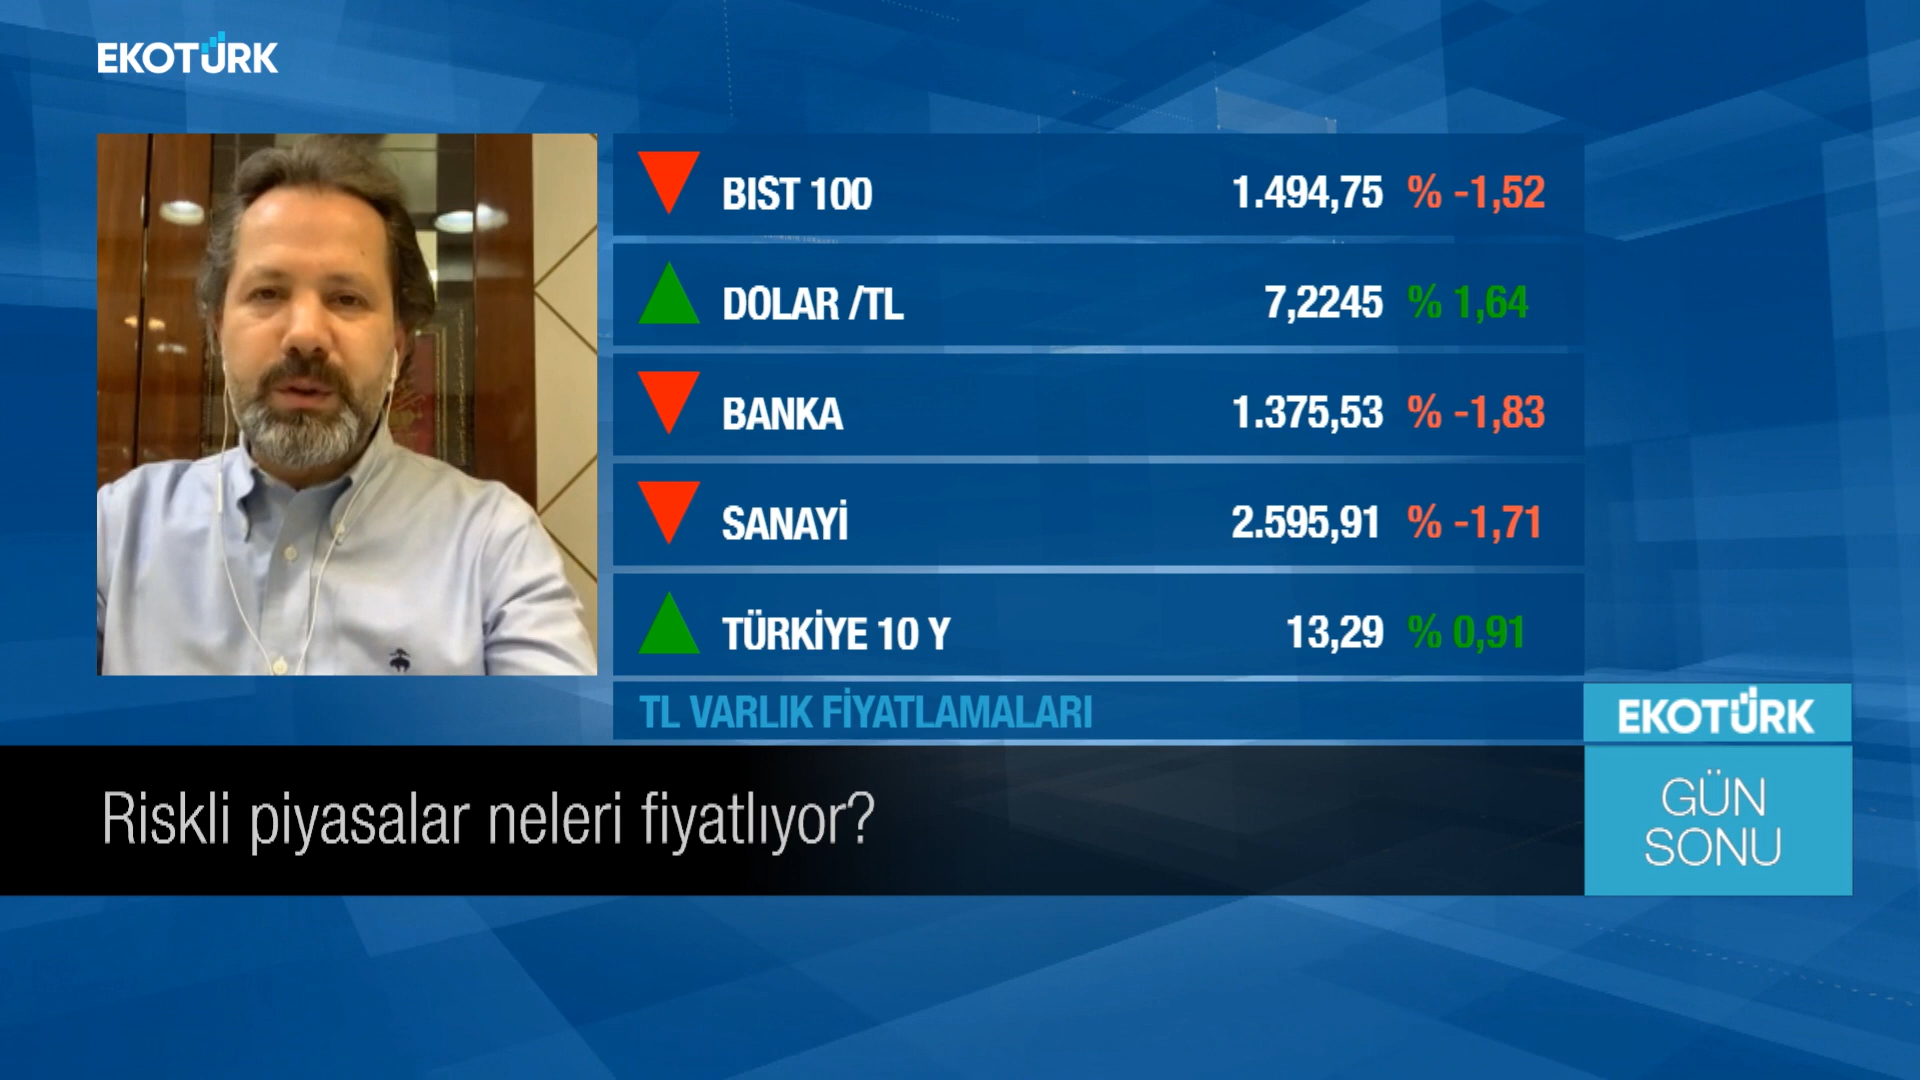 EKOTÜRK
BIST 100 1.494,75 % -1,52
DOLAR /TL 7,2245 % 1,64
BANKA 1.375,53 % -1,83
SANAYİ 2.595,91 % -1,71
TÜRKİYE 10 Y 13,29 % 0,91
TL VARLIK FİYATLAMALARI
EKOTÜRK
Riskli piyasalar neleri fiyatlıyor?
GÜN
SONU